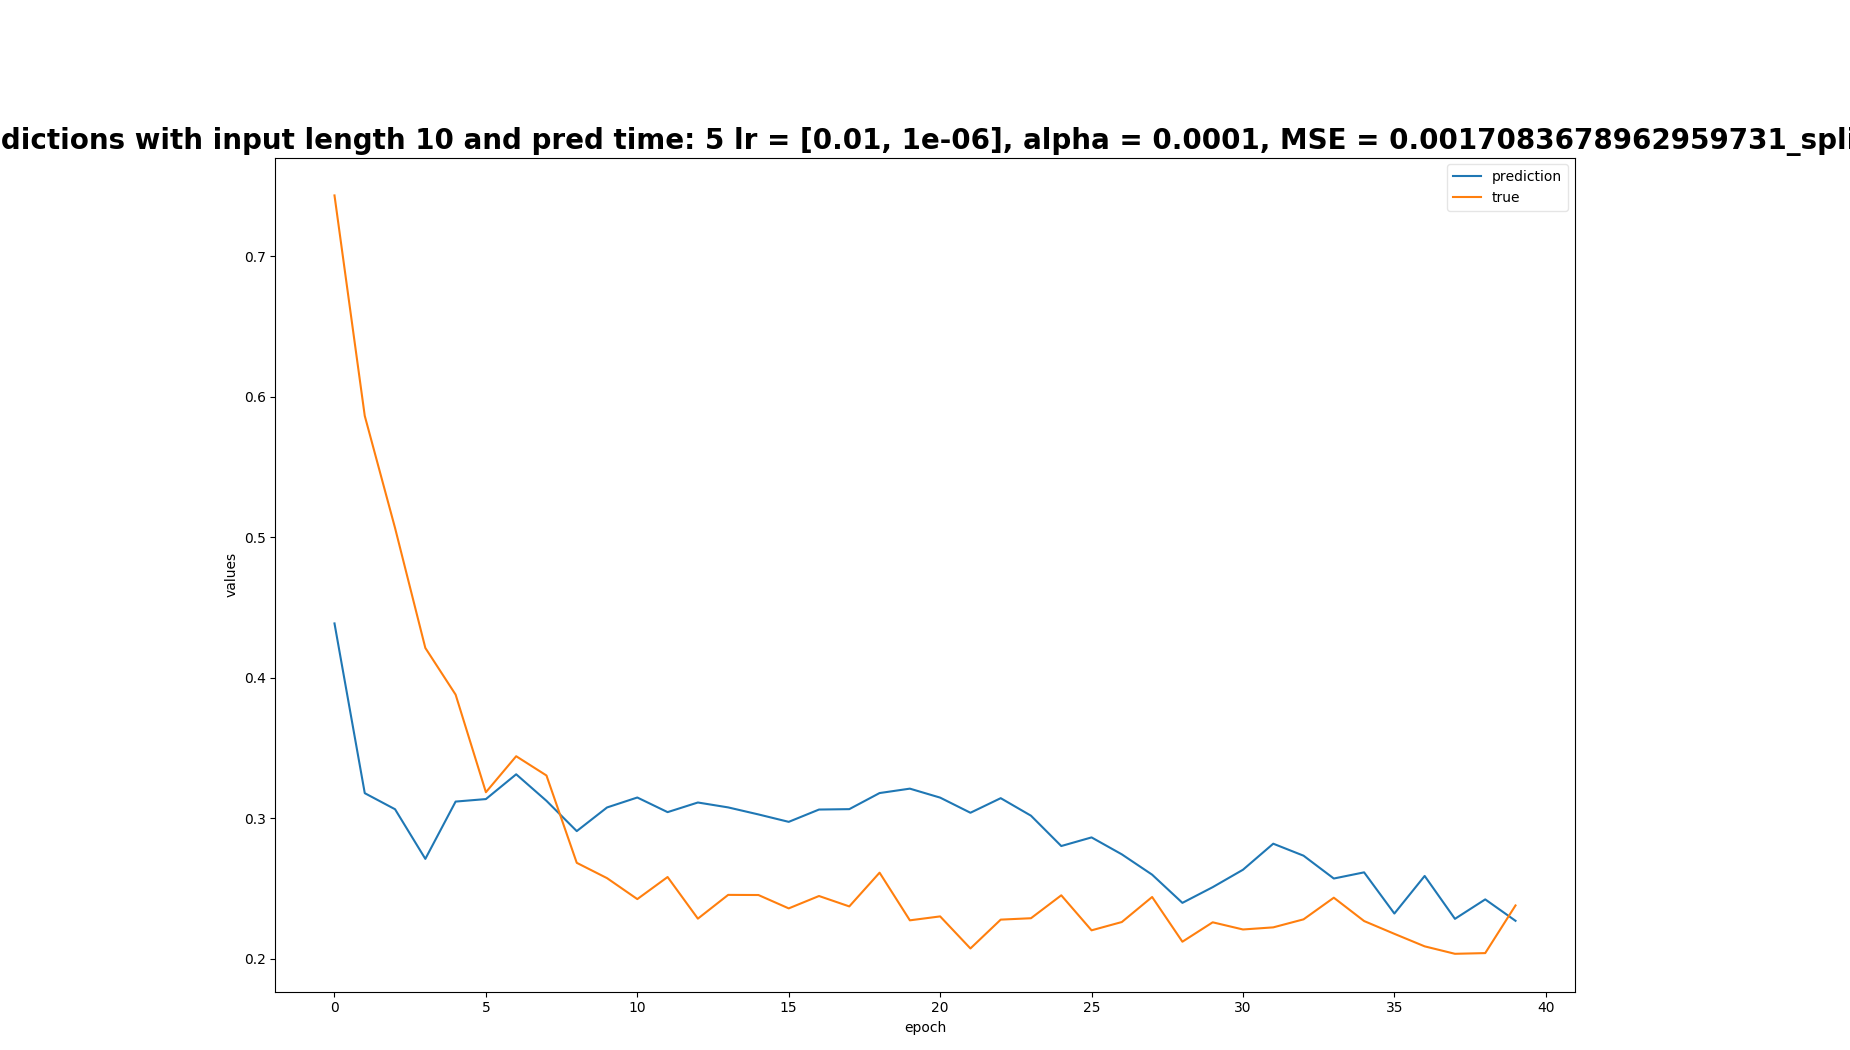 dictions with input length 10 and pred time: 5 lr = [0.01, 1e-06], alpha = 0.0001, MSE = 0.0017083678962959731_spli
prediction
true
0.7
0.6
0.5
0.4
0.3
0.2
values
0 5 10 15 20 25 30 35 40
epoch